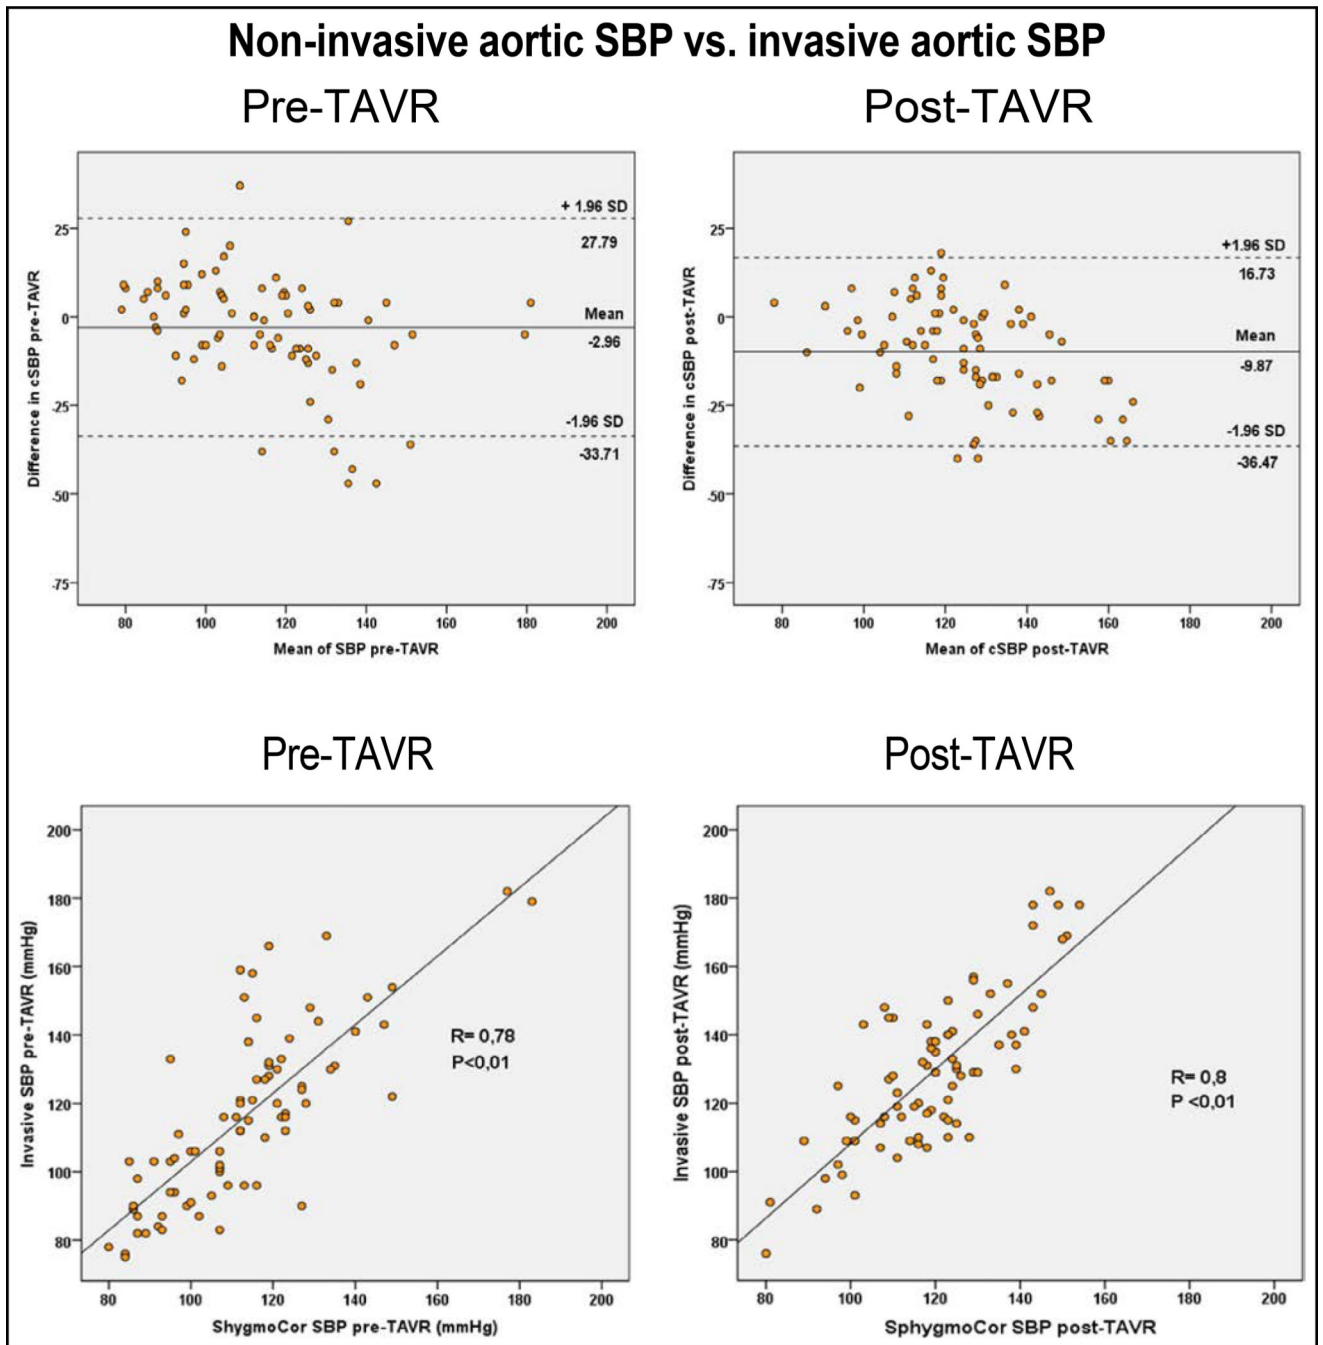 Non-invasive aortic SBP vs. invasive aortic SBP
Pre-TAVR
Post-TAVR
Difference in cSBP pre-TAVR
25
0
-25
-50
-75
+ 1.96 SD
27.79
Mean
-2.96
-1.96 SD
-33.71
80 100 120 140 160 180 200
Mean of SBP pre-TAVR
Difference in cSBP post-TAVR
25
0
-25
-50
-75
+1.96 SD
16.73
Mean
-9.87
-1.96 SD
-36.47
80 100 120 140 160 180 200
Mean of cSBP post-TAVR
Pre-TAVR
Post-TAVR
Invasive SBP pre-TAVR (mmHg)
200
180
160
140
120
100
80
R= 0,78
P<0,01
80 100 120 140 160 180 200
ShygmoCor SBP pre-TAVR (mmHg)
Invasive SBP post-TAVR (mmHg)
200
180
160
140
120
100
80
R= 0,8
P <0,01
80 100 120 140 160 180 200
SphygmoCor SBP post-TAVR